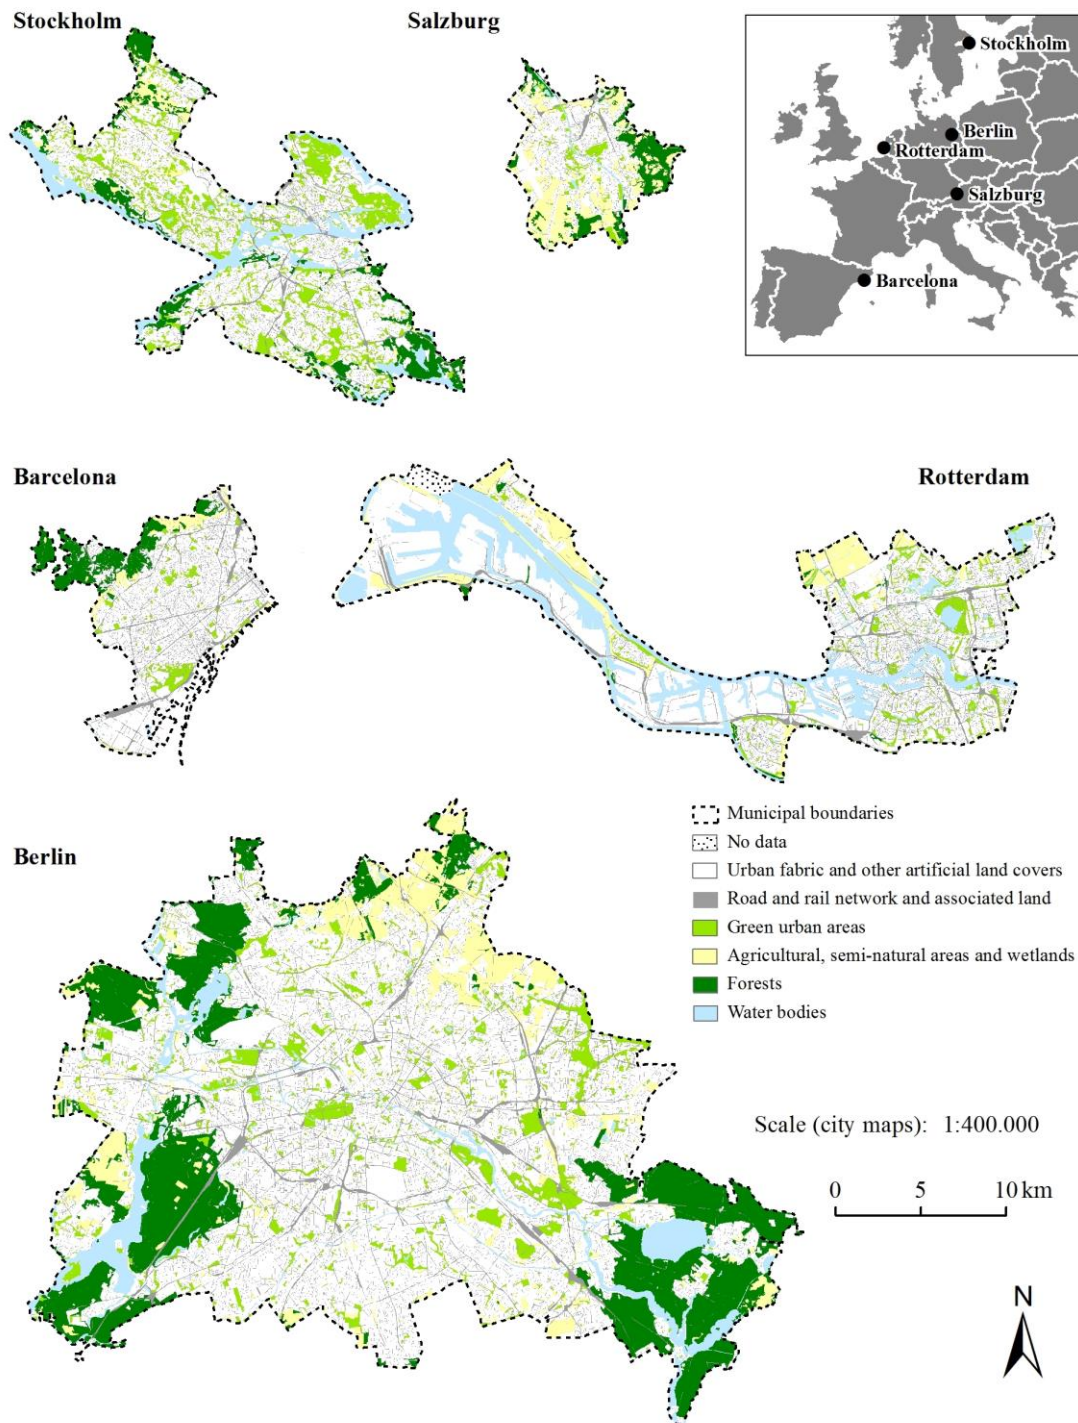 Stockholm
Salzburg
Stockholm
Berlin
Rotterdam
Salzburg
Barcelona
Barcelona
Rotterdam
Berlin
Municipal boundaries
No data
Urban fabric and other artificial land covers
Road and rail network and associated land
Green urban areas
Agricultural, semi-natural areas and wetlands
Forests
Water bodies
Scale (city maps): 1:400.000
0 5 10 km
N